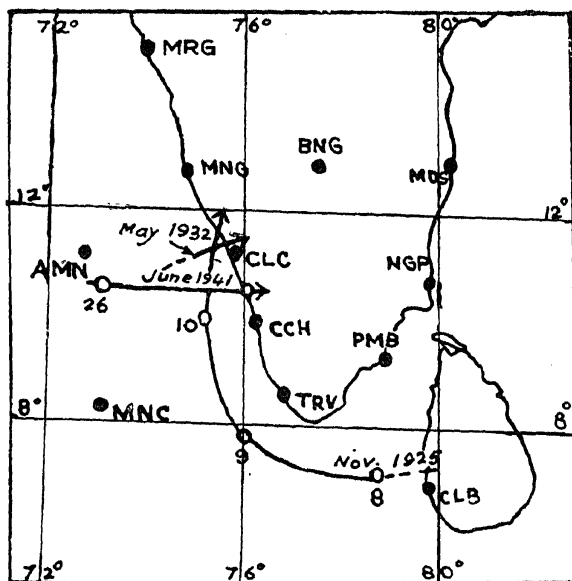 72° 76° 80°
MRG
BNG
MNG
MDS
12° 12°
May 1932
CLC
AMN
June 1941
NGP
26
10
CCH
PMB
TRV
MNC
8° 8°
9
Nov. 1925
8
CLB
72° 76° 80°